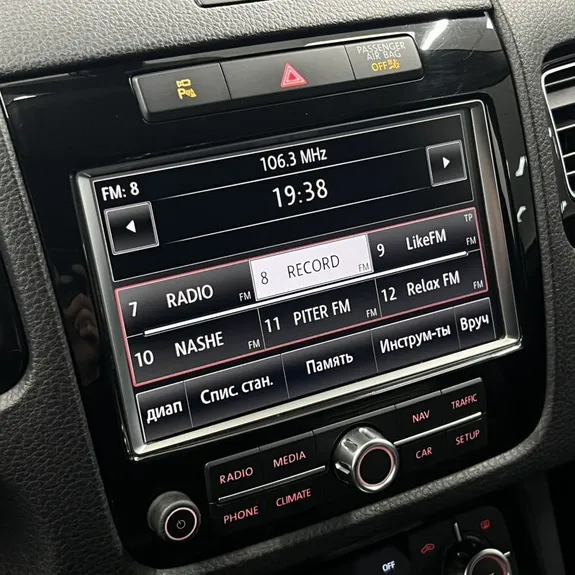 PASSENGER
AIR BAG
OFF
106.3 MHz
FM: 8
19:38
TP
7 RADIO FM
8 RECORD FM
9 LikeFM FM
10 NASHE FM
11 PITER FM FM
12 Relax FM
диап Спис. стан. Память Инструм-ты Вруч
RADIO MEDIA NAV TRAFFIC
PHONE CLIMATE CAR SETUP
OFF